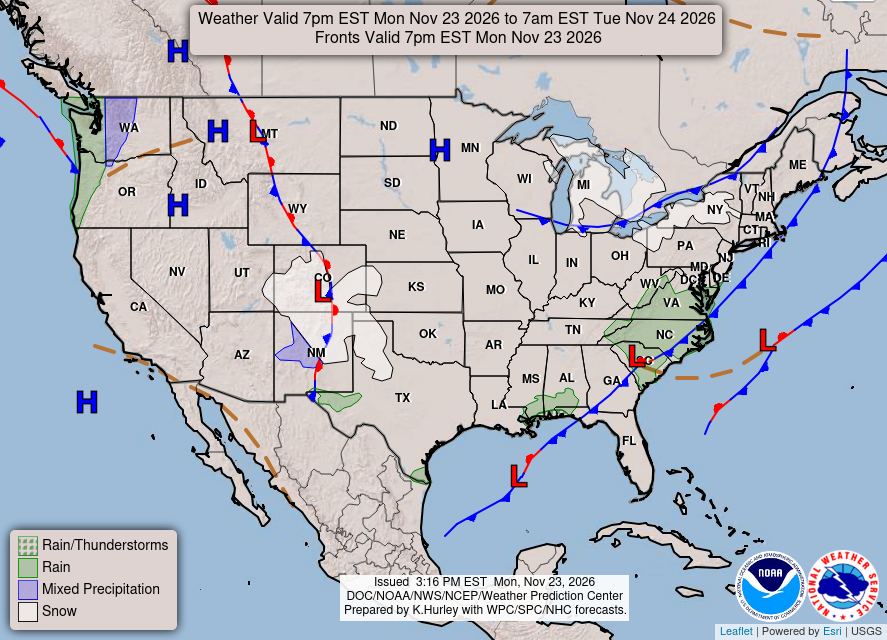 Weather Valid 7pm EST Mon Nov 23 2026 to 7am EST Tue Nov 24 2026
Fronts Valid 7pm EST Mon Nov 23 2026
H
H
L
MT
WA
ND
H
MN
ME
OR
H
ID
SD
WI
MI
VT
NH
WY
NY
MA
CT
RI
NE
IA
PA
NJ
NV
UT
CO
L
IL
IN
OH
MD
DE
DC
WV
VA
CA
KS
MO
KY
AZ
NM
OK
AR
TN
NC
L
SC
L
H
TX
MS
AL
GA
LA
FL
L
Rain/Thunderstorms
Rain
Mixed Precipitation
Snow
Issued 3:16 PM EST Mon, Nov 23, 2026
DOC/NOAA/NWS/NCEP/Weather Prediction Center
Prepared by K.Hurley with WPC/SPC/NHC forecasts.
NOAA
NATIONAL WEATHER SERVICE
Leaflet | Powered by Esri | USGS